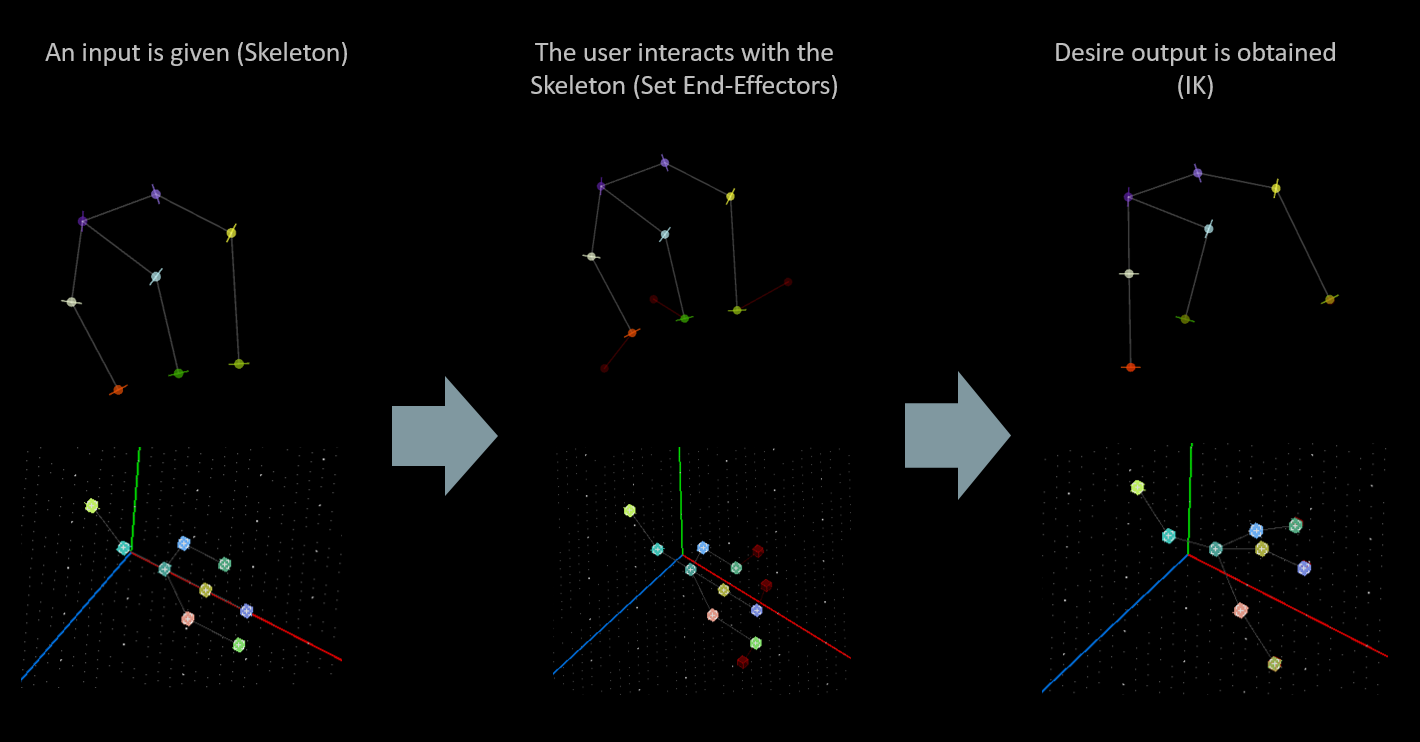 An input is given (Skeleton)
The user interacts with the
Skeleton (Set End-Effectors)
Desire output is obtained
(IK)